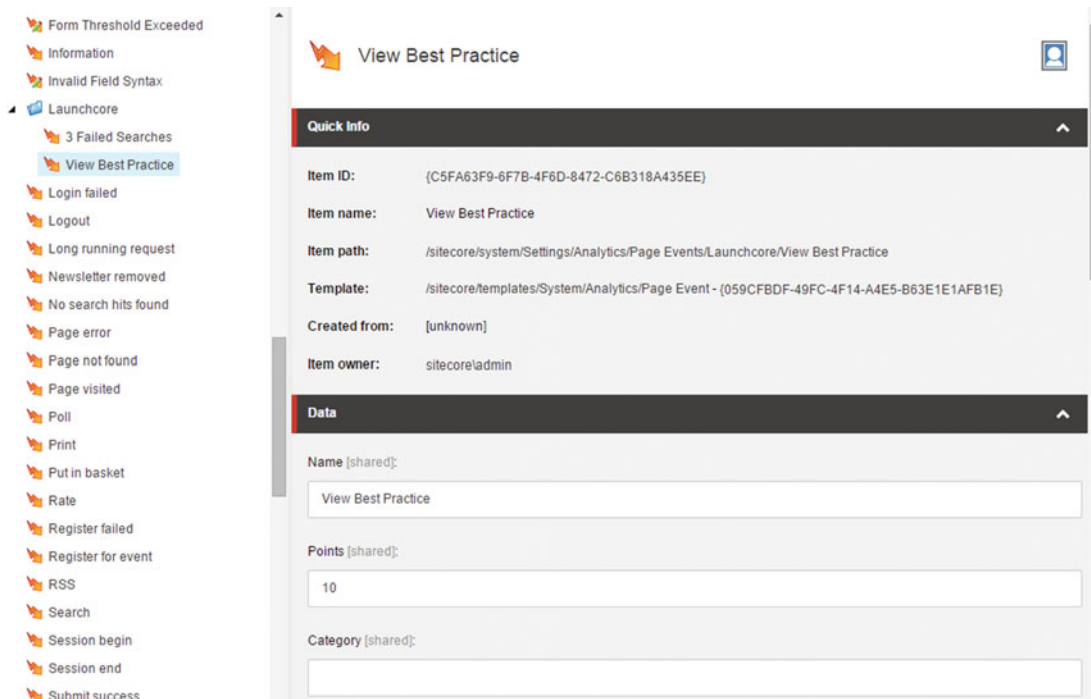 Form Threshold Exceeded
Information
Invalid Field Syntax
Launchcore
3 Failed Searches
View Best Practice
Login failed
Logout
Long running request
Newsletter removed
No search hits found
Page error
Page not found
Page visited
Poll
Print
Put in basket
Rate
Register failed
Register for event
RSS
Search
Session begin
Session end
Submit success
View Best Practice
Quick Info
Item ID: {C5FA63F9-6F7B-4F6D-8472-C6B318A435EE}
Item name: View Best Practice
Item path: /sitecore/system/Settings/Analytics/Page Events/Launchcore/View Best Practice
Template: /sitecore/templates/System/Analytics/Page Event - {059CFBDF-49FC-4F14-A4E5-B63E1E1AFB1E}
Created from: [unknown]
Item owner: sitecore\admin
Data
Name [shared]:
View Best Practice
Points [shared]:
10
Category [shared]: